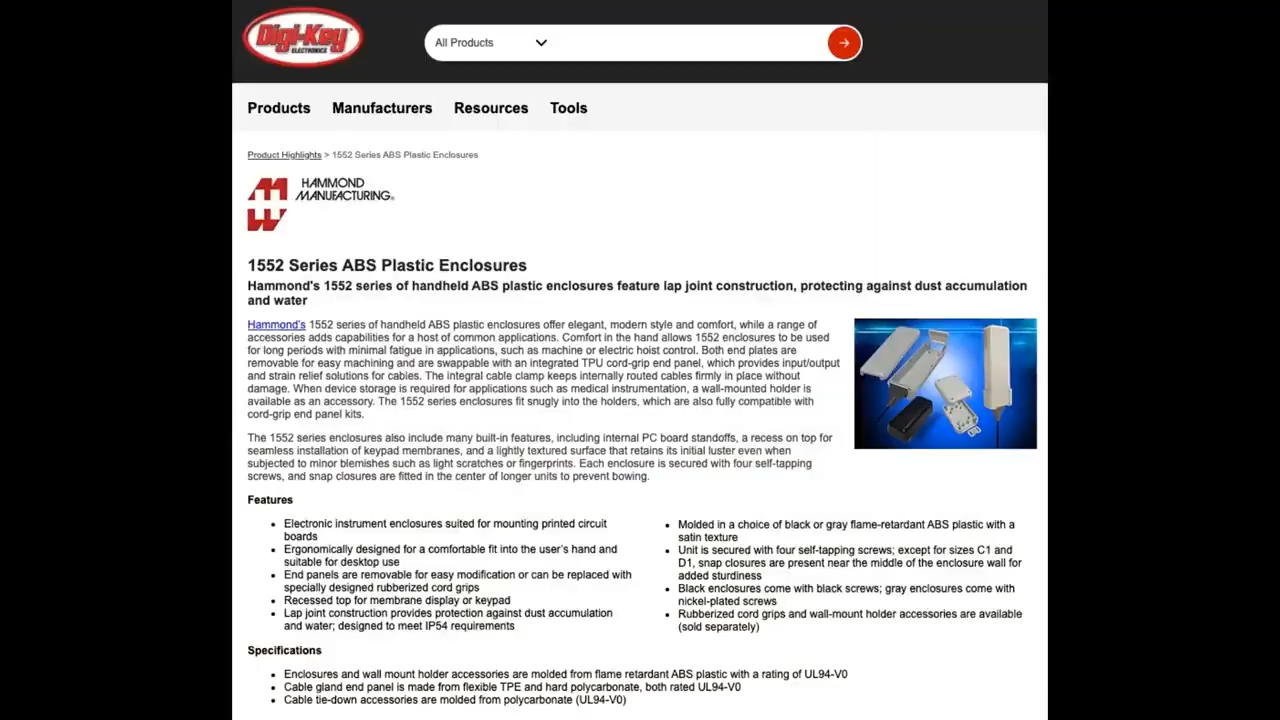 Digi-Key
ELECTRONICS
All Products
Products Manufacturers Resources Tools
Product Highlights > 1552 Series ABS Plastic Enclosures
HAMMOND
MANUFACTURING®
1552 Series ABS Plastic Enclosures
Hammond's 1552 series of handheld ABS plastic enclosures feature lap joint construction, protecting against dust accumulation
and water
Hammond's 1552 series of handheld ABS plastic enclosures offer elegant, modern style and comfort, while a range of
accessories adds capabilities for a host of common applications. Comfort in the hand allows 1552 enclosures to be used
for long periods with minimal fatigue in applications, such as machine or electric hoist control. Both end plates are
removable for easy machining and are swappable with an integrated TPU cord-grip end panel, which provides input/output
and strain relief solutions for cables. The integral cable clamp keeps internally routed cables firmly in place without
damage. When device storage is required for applications such as medical instrumentation, a wall-mounted holder is
available as an accessory. The 1552 series enclosures fit snugly into the holders, which are also fully compatible with
cord-grip end panel kits.
The 1552 series enclosures also include many built-in features, including internal PC board standoffs, a recess on top for
seamless installation of keypad membranes, and a lightly textured surface that retains its initial luster even when
subjected to minor blemishes such as light scratches or fingerprints. Each enclosure is secured with four self-tapping
screws, and snap closures are fitted in the center of longer units to prevent bowing.
Features
• Electronic instrument enclosures suited for mounting printed circuit
boards
• Ergonomically designed for a comfortable fit into the user's hand and
suitable for desktop use
• End panels are removable for easy modification or can be replaced with
specially designed rubberized cord grips
• Recessed top for membrane display or keypad
• Lap joint construction provides protection against dust accumulation
and water; designed to meet IP54 requirements
• Molded in a choice of black or gray flame-retardant ABS plastic with a
satin texture
• Unit is secured with four self-tapping screws; except for sizes C1 and
D1, snap closures are present near the middle of the enclosure wall for
added sturdiness
• Black enclosures come with black screws; gray enclosures come with
nickel-plated screws
• Rubberized cord grips and wall-mount holder accessories are available
(sold separately)
Specifications
• Enclosures and wall mount holder accessories are molded from flame retardant ABS plastic with a rating of UL94-V0
• Cable gland end panel is made from flexible TPE and hard polycarbonate, both rated UL94-V0
• Cable tie-down accessories are molded from polycarbonate (UL94-V0)